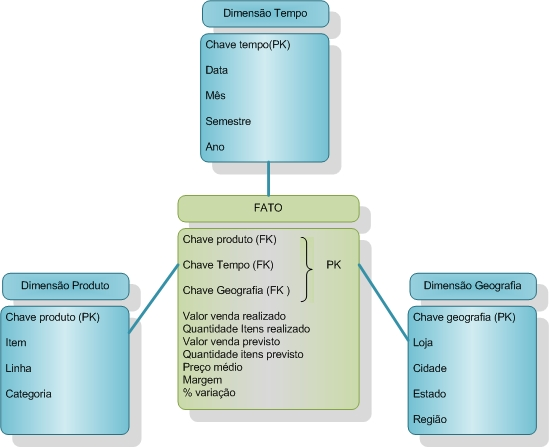 Dimensão Tempo
Chave tempo(PK)
Data
Mês
Semestre
Ano
FATO
Chave produto (FK)
Chave Tempo (FK)
PK
Chave Geografia (FK )
Valor venda realizado
Quantidade Itens realizado
Valor venda previsto
Quantidade itens previsto
Preço médio
Margem
% variação
Dimensão Produto
Chave produto (PK)
Item
Linha
Categoria
Dimensão Geografia
Chave geografia (PK)
Loja
Cidade
Estado
Região